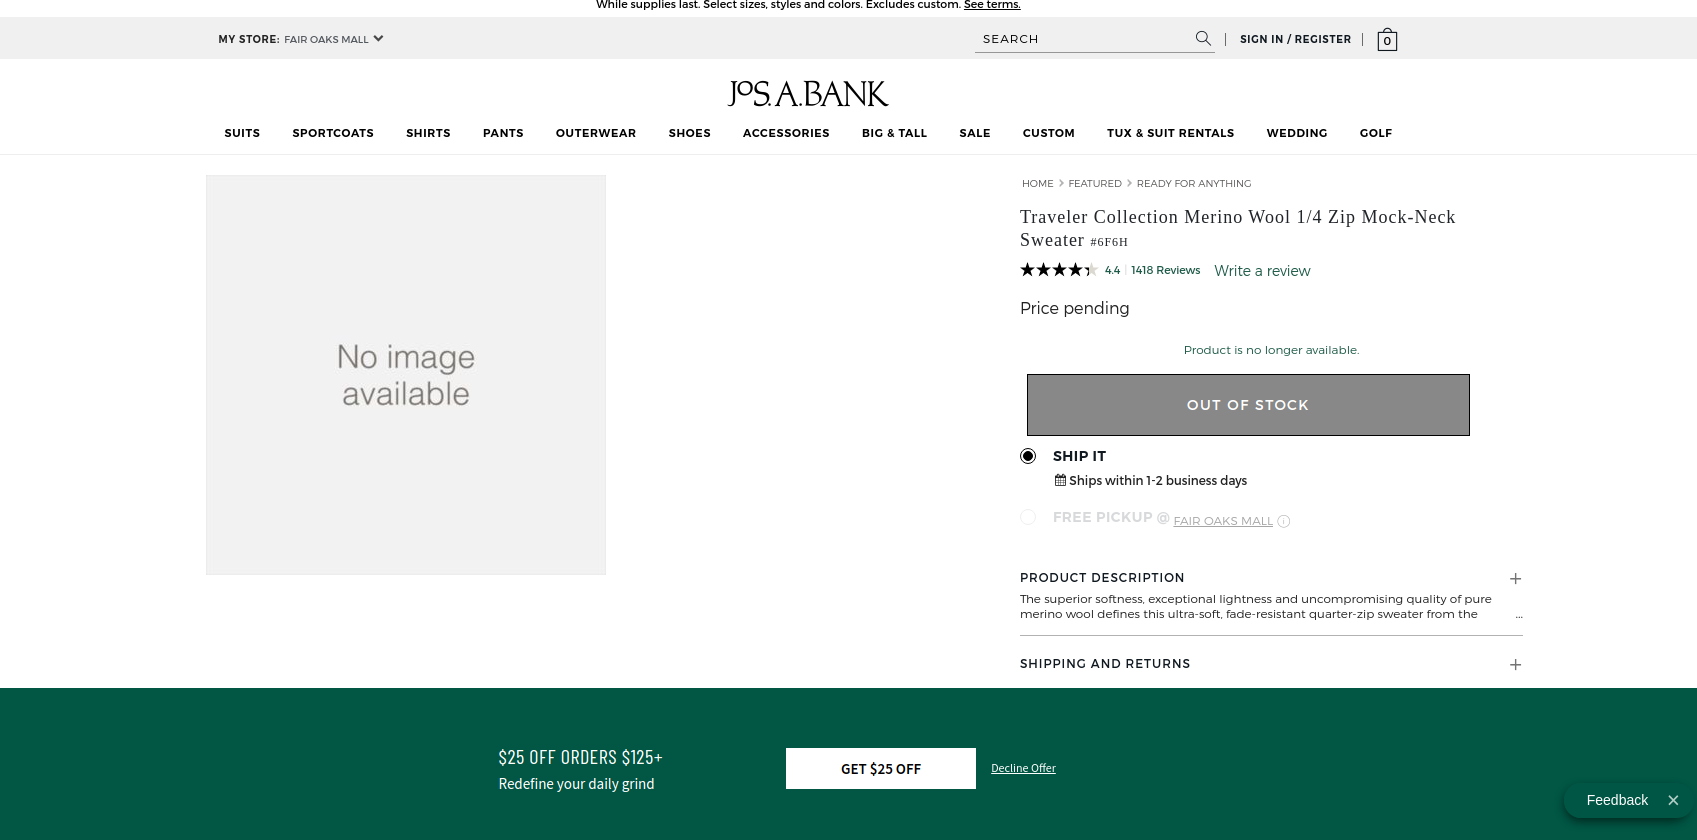 While supplies last. Select sizes, styles and colors. Excludes custom. See terms.
MY STORE: FAIR OAKS MALL
SEARCH
SIGN IN / REGISTER
0
JOS. A. BANK
SUITS SPORTCOATS SHIRTS PANTS OUTERWEAR SHOES ACCESSORIES BIG & TALL SALE CUSTOM TUX & SUIT RENTALS WEDDING GOLF
No image
available
HOME > FEATURED > READY FOR ANYTHING
Traveler Collection Merino Wool 1/4 Zip Mock-Neck
Sweater #6F6H
4.4 | 1418 Reviews Write a review
Price pending
Product is no longer available.
OUT OF STOCK
SHIP IT
Ships within 1-2 business days
FREE PICKUP @ FAIR OAKS MALL
PRODUCT DESCRIPTION +
The superior softness, exceptional lightness and uncompromising quality of pure
merino wool defines this ultra-soft, fade-resistant quarter-zip sweater from the ...
SHIPPING AND RETURNS +
$25 OFF ORDERS $125+
Redefine your daily grind
GET $25 OFF
Decline Offer
Feedback ×